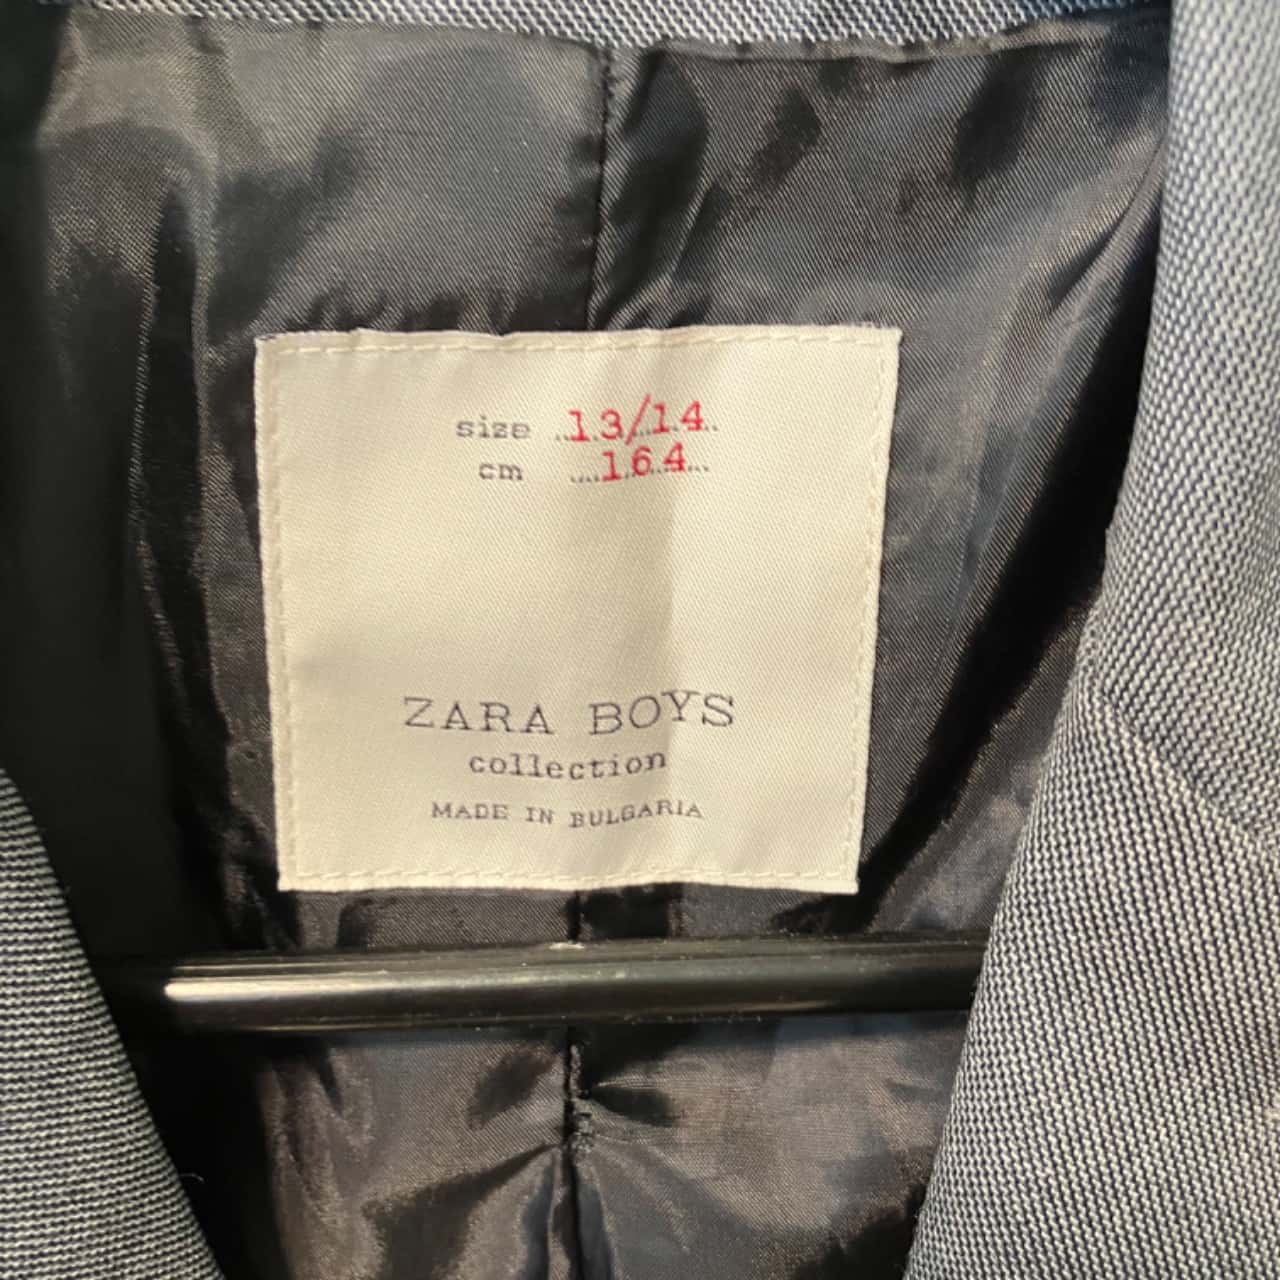 size 13/14
cm 164
ZARA BOYS
collection
MADE IN BULGARIA